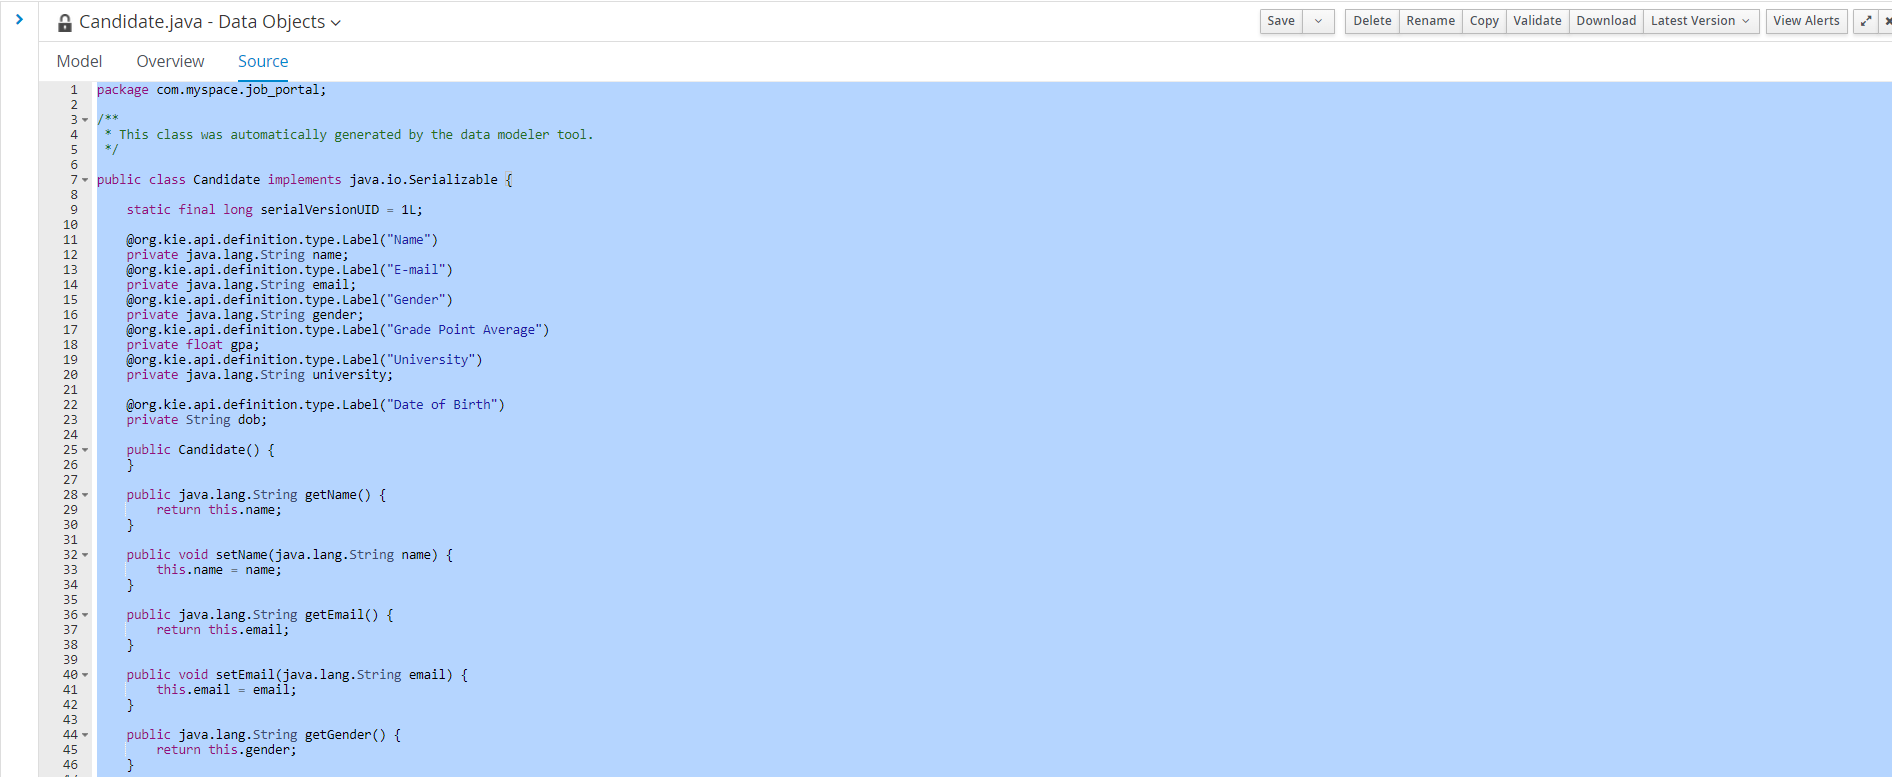 Candidate.java - Data Objects
Save Delete Rename Copy Validate Download Latest Version View Alerts
Model Overview Source
1 package com.myspace.job_portal;
2
3 /**
4 * This class was automatically generated by the data modeler tool.
5 */
6
7 public class Candidate implements java.io.Serializable {
8
9 static final long serialVersionUID = 1L;
10
11 @org.kie.api.definition.type.Label("Name")
12 private java.lang.String name;
13 @org.kie.api.definition.type.Label("E-mail")
14 private java.lang.String email;
15 @org.kie.api.definition.type.Label("Gender")
16 private java.lang.String gender;
17 @org.kie.api.definition.type.Label("Grade Point Average")
18 private float gpa;
19 @org.kie.api.definition.type.Label("University")
20 private java.lang.String university;
21
22 @org.kie.api.definition.type.Label("Date of Birth")
23 private String dob;
24
25 public Candidate() {
26 }
27
28 public java.lang.String getName() {
29 return this.name;
30 }
31
32 public void setName(java.lang.String name) {
33 this.name = name;
34 }
35
36 public java.lang.String getEmail() {
37 return this.email;
38 }
39
40 public void setEmail(java.lang.String email) {
41 this.email = email;
42 }
43
44 public java.lang.String getGender() {
45 return this.gender;
46 }